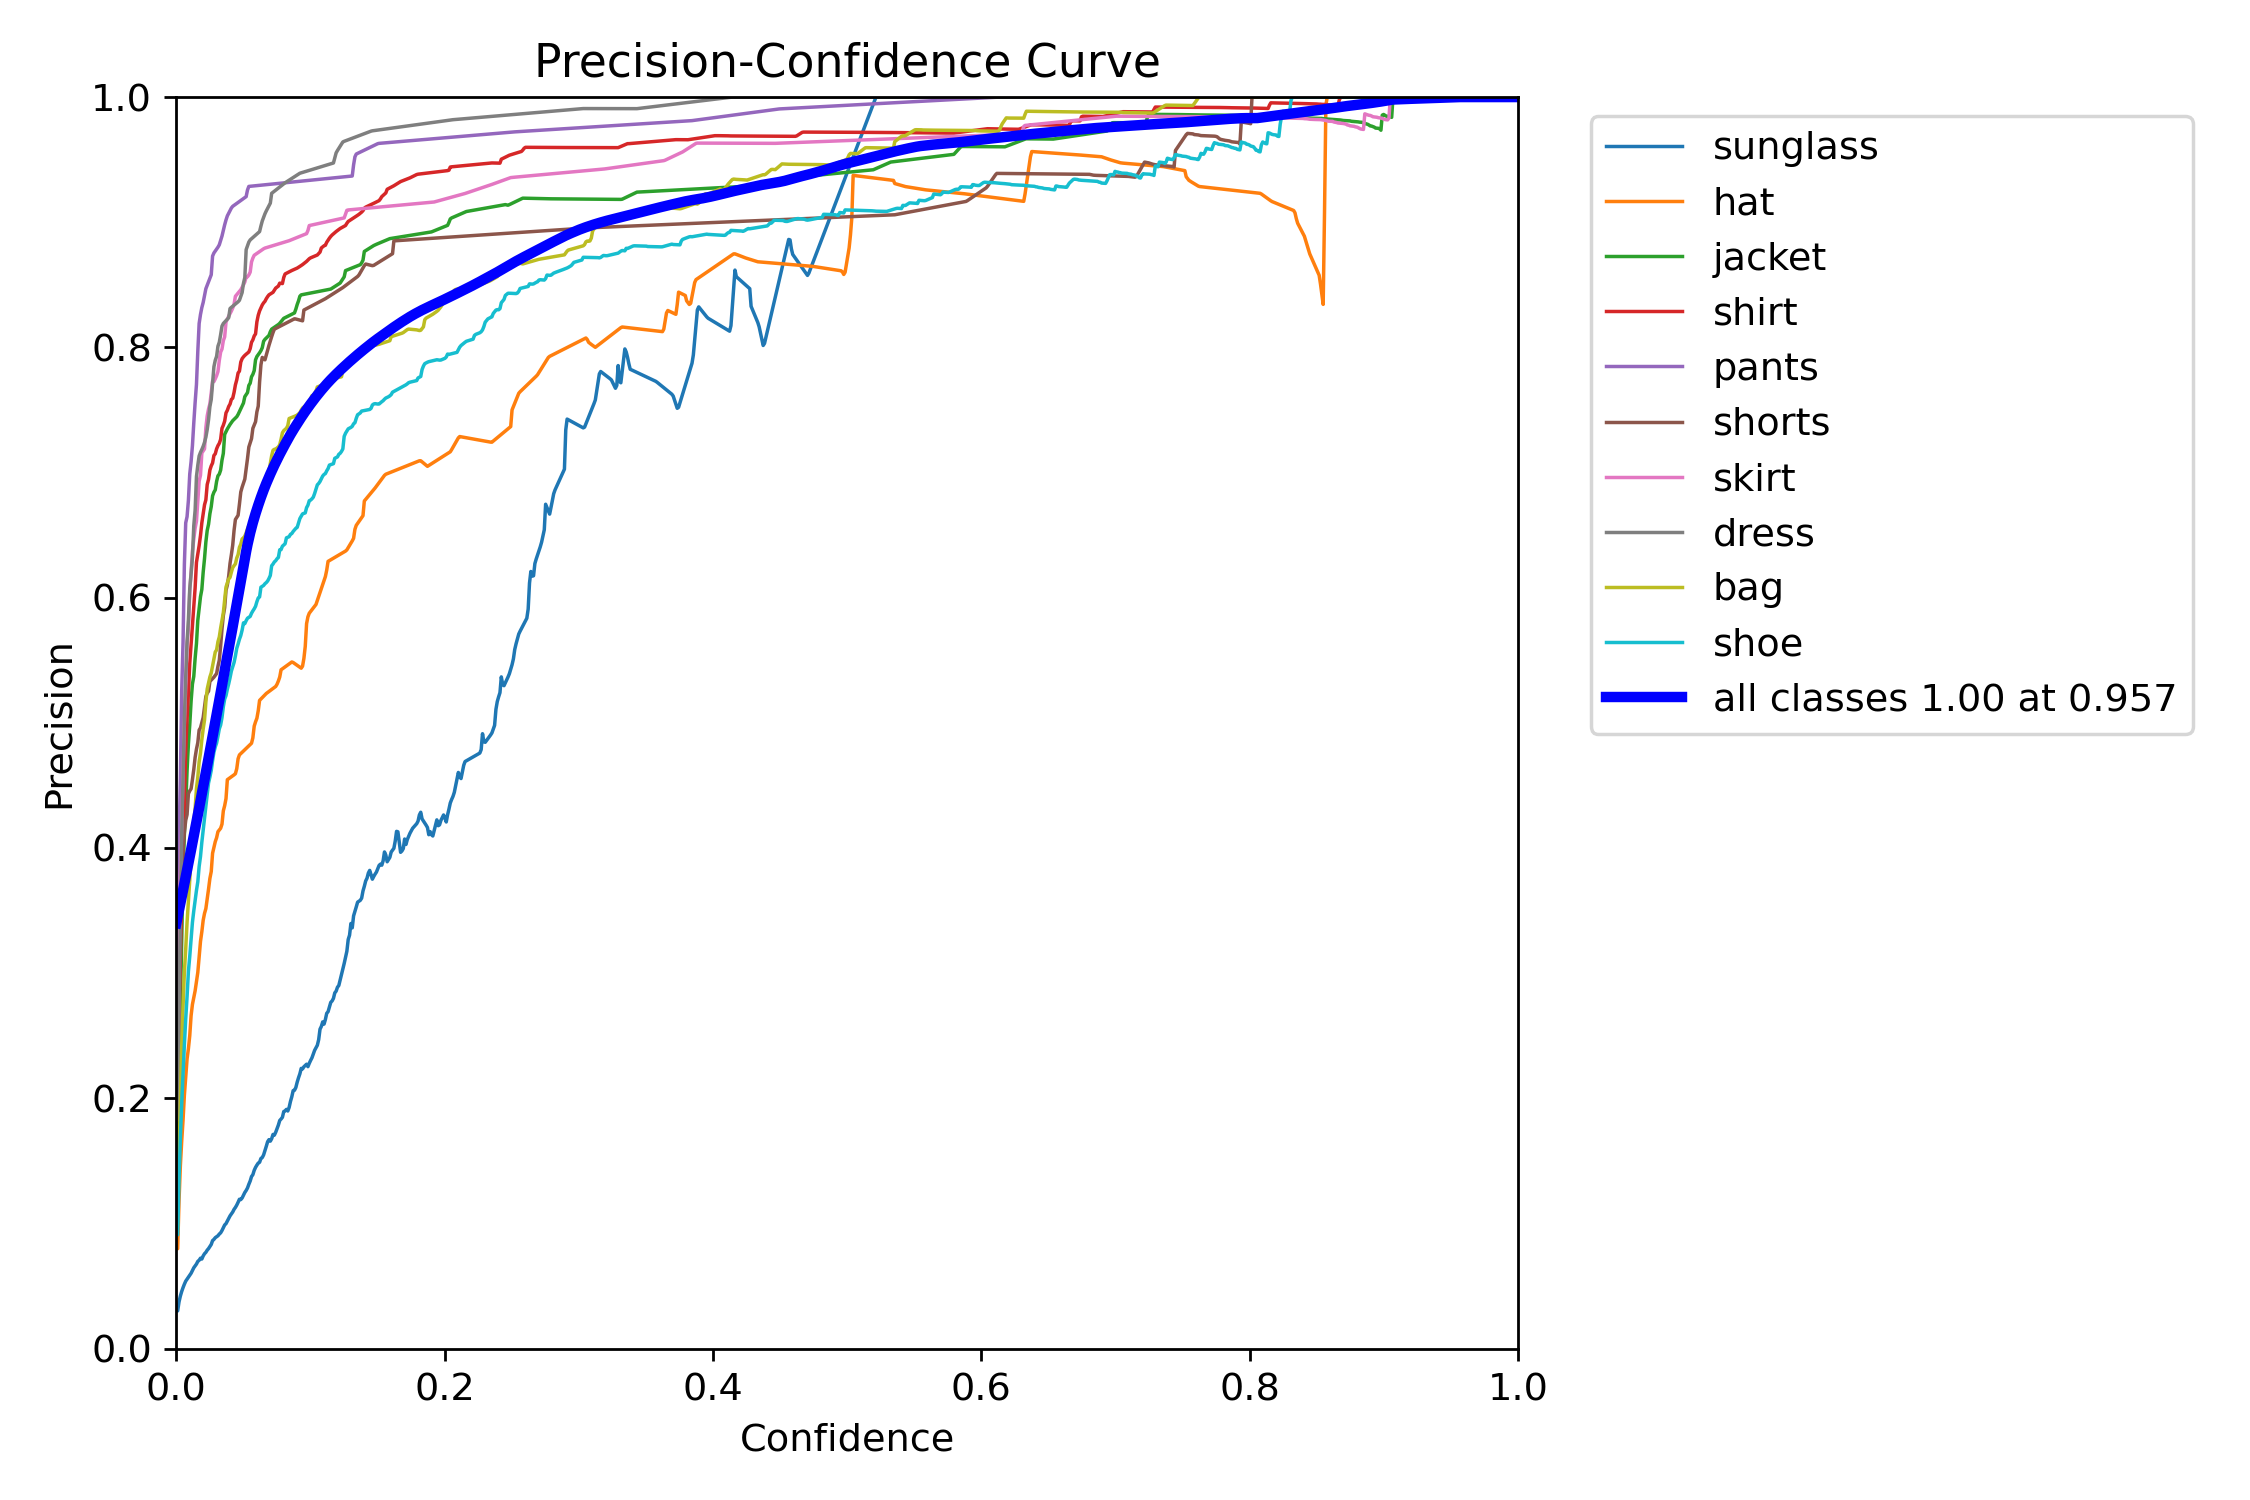 Precision-Confidence Curve
1.0
0.8
0.6
0.4
0.2
0.0
Precision
0.0 0.2 0.4 0.6 0.8 1.0
Confidence
sunglass
hat
jacket
shirt
pants
shorts
skirt
dress
bag
shoe
all classes 1.00 at 0.957